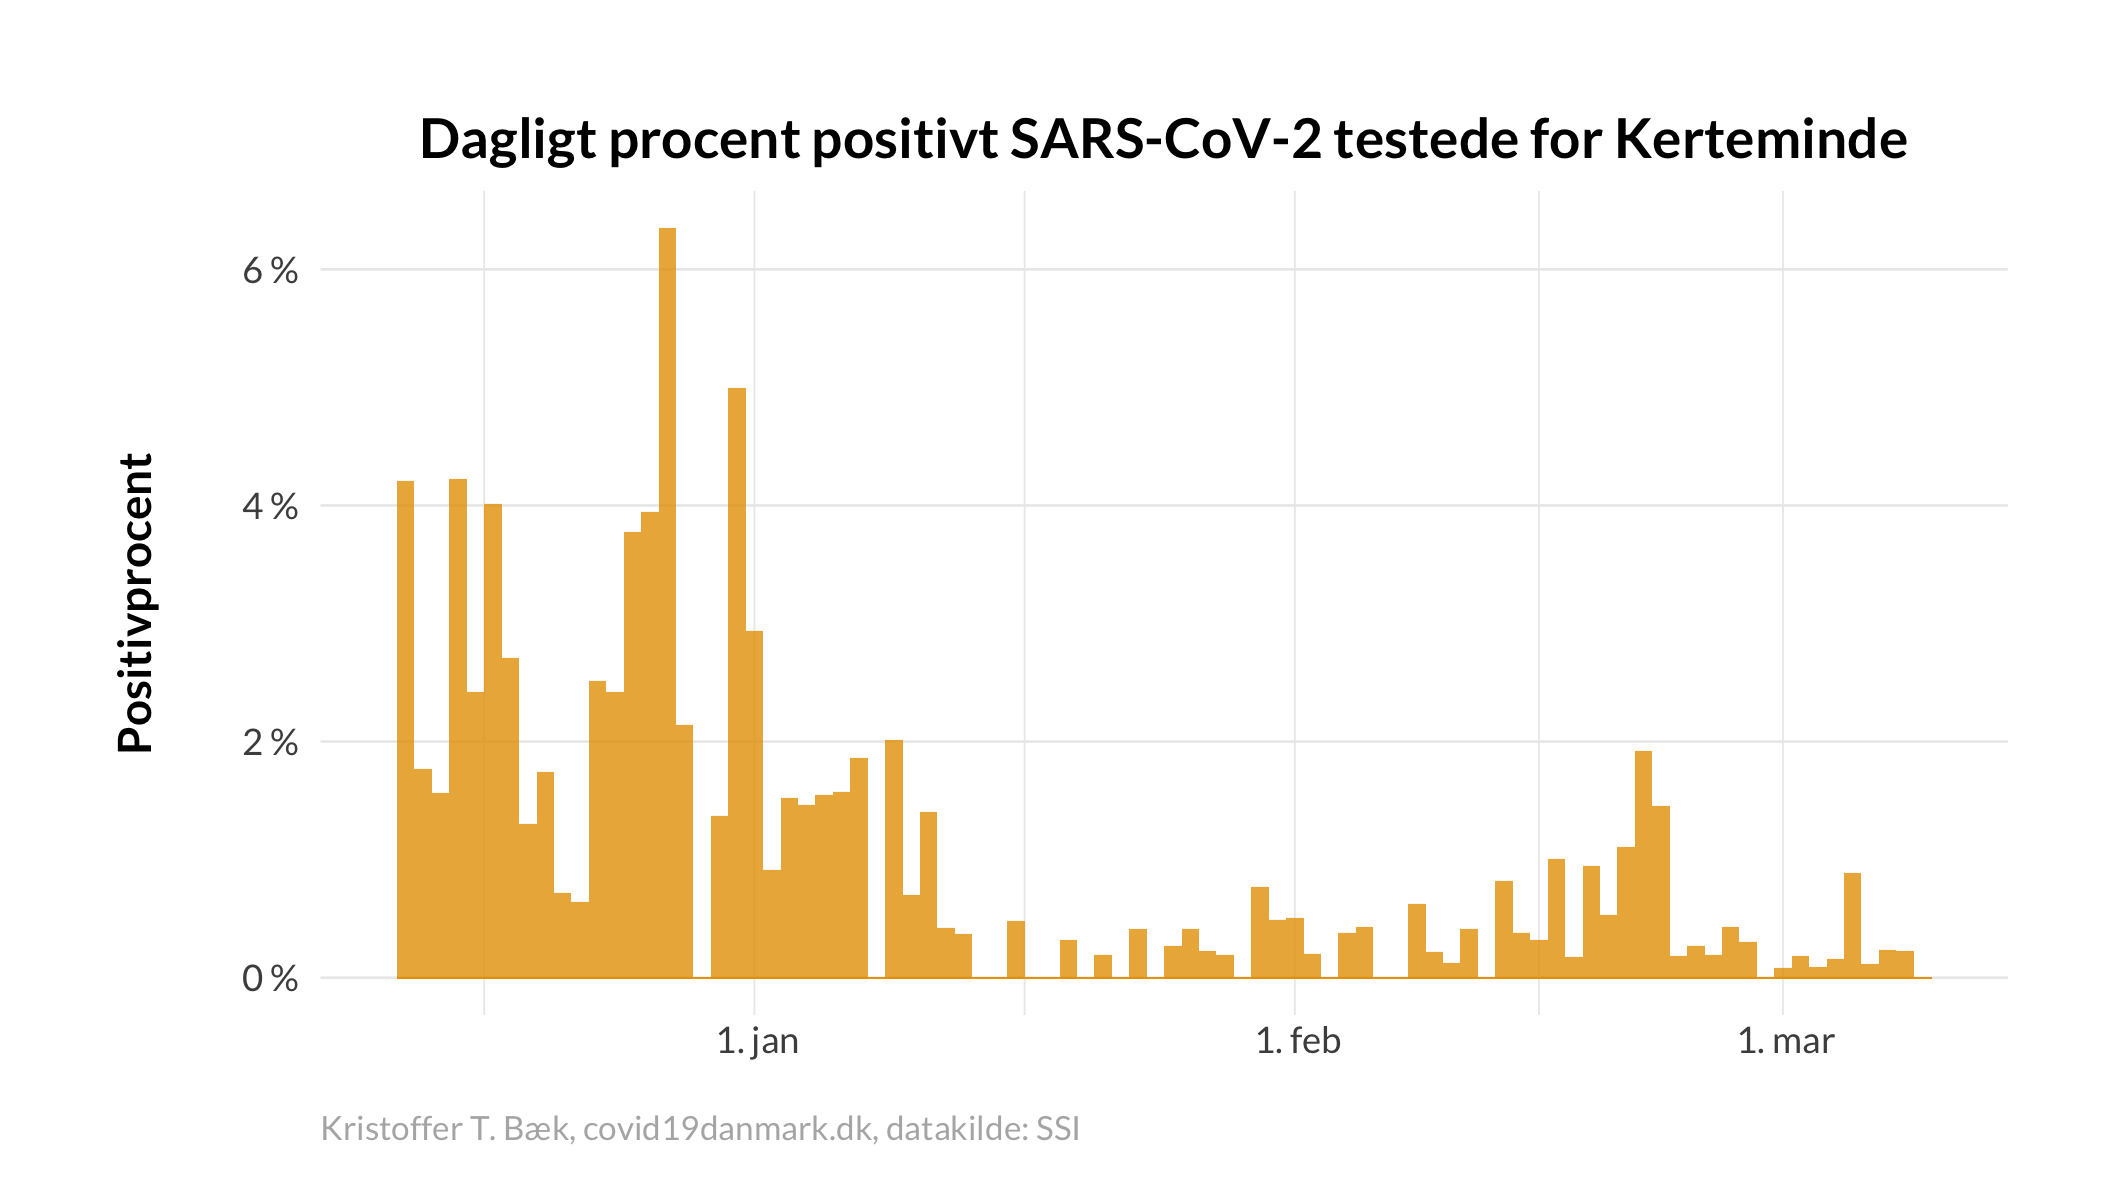 Dagligt procent positivt SARS-CoV-2 testede for Kerteminde
Positivprocent
6 %
4 %
2 %
0 %
1. jan
1. feb
1. mar
Kristoffer T. Bæk, covid19danmark.dk, datakilde: SSI